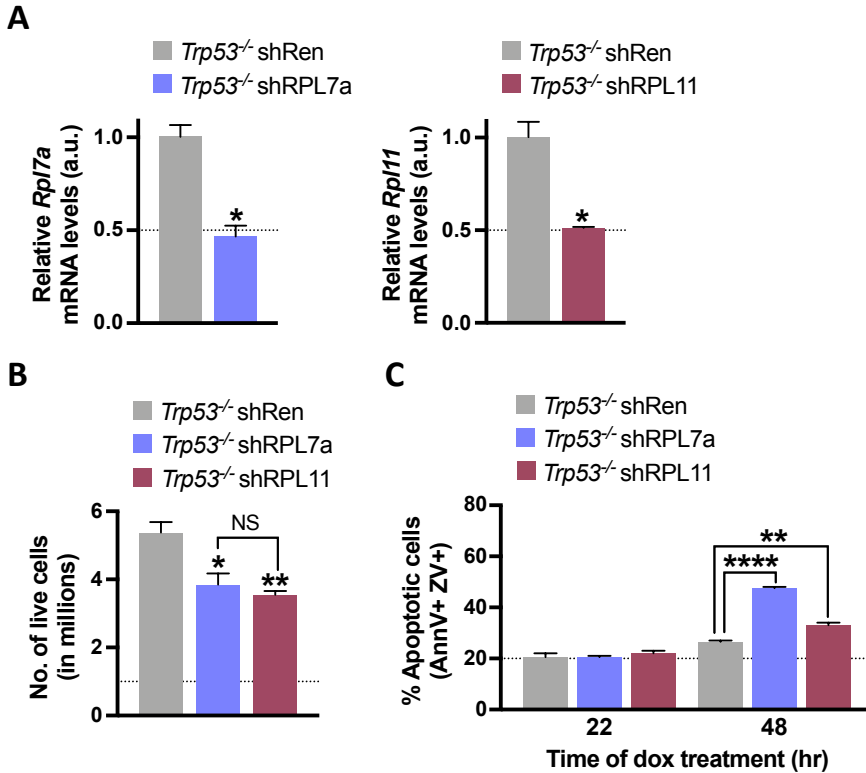 A
Trp53-/- shRen
Trp53-/- shRPL7a
Relative Rpl7a
mRNA levels (a.u.)
1.0
0.5
0.0
*
Trp53-/- shRen
Trp53-/- shRPL11
Relative Rpl11
mRNA levels (a.u.)
1.0
0.5
0.0
*
B
Trp53-/- shRen
Trp53-/- shRPL7a
Trp53-/- shRPL11
No. of live cells
(in millions)
6
4
2
0
NS
*
**
C
Trp53-/- shRen
Trp53-/- shRPL7a
Trp53-/- shRPL11
% Apoptotic cells
(AnnV+ ZV+)
80
60
40
20
0
**
****
22 48
Time of dox treatment (hr)